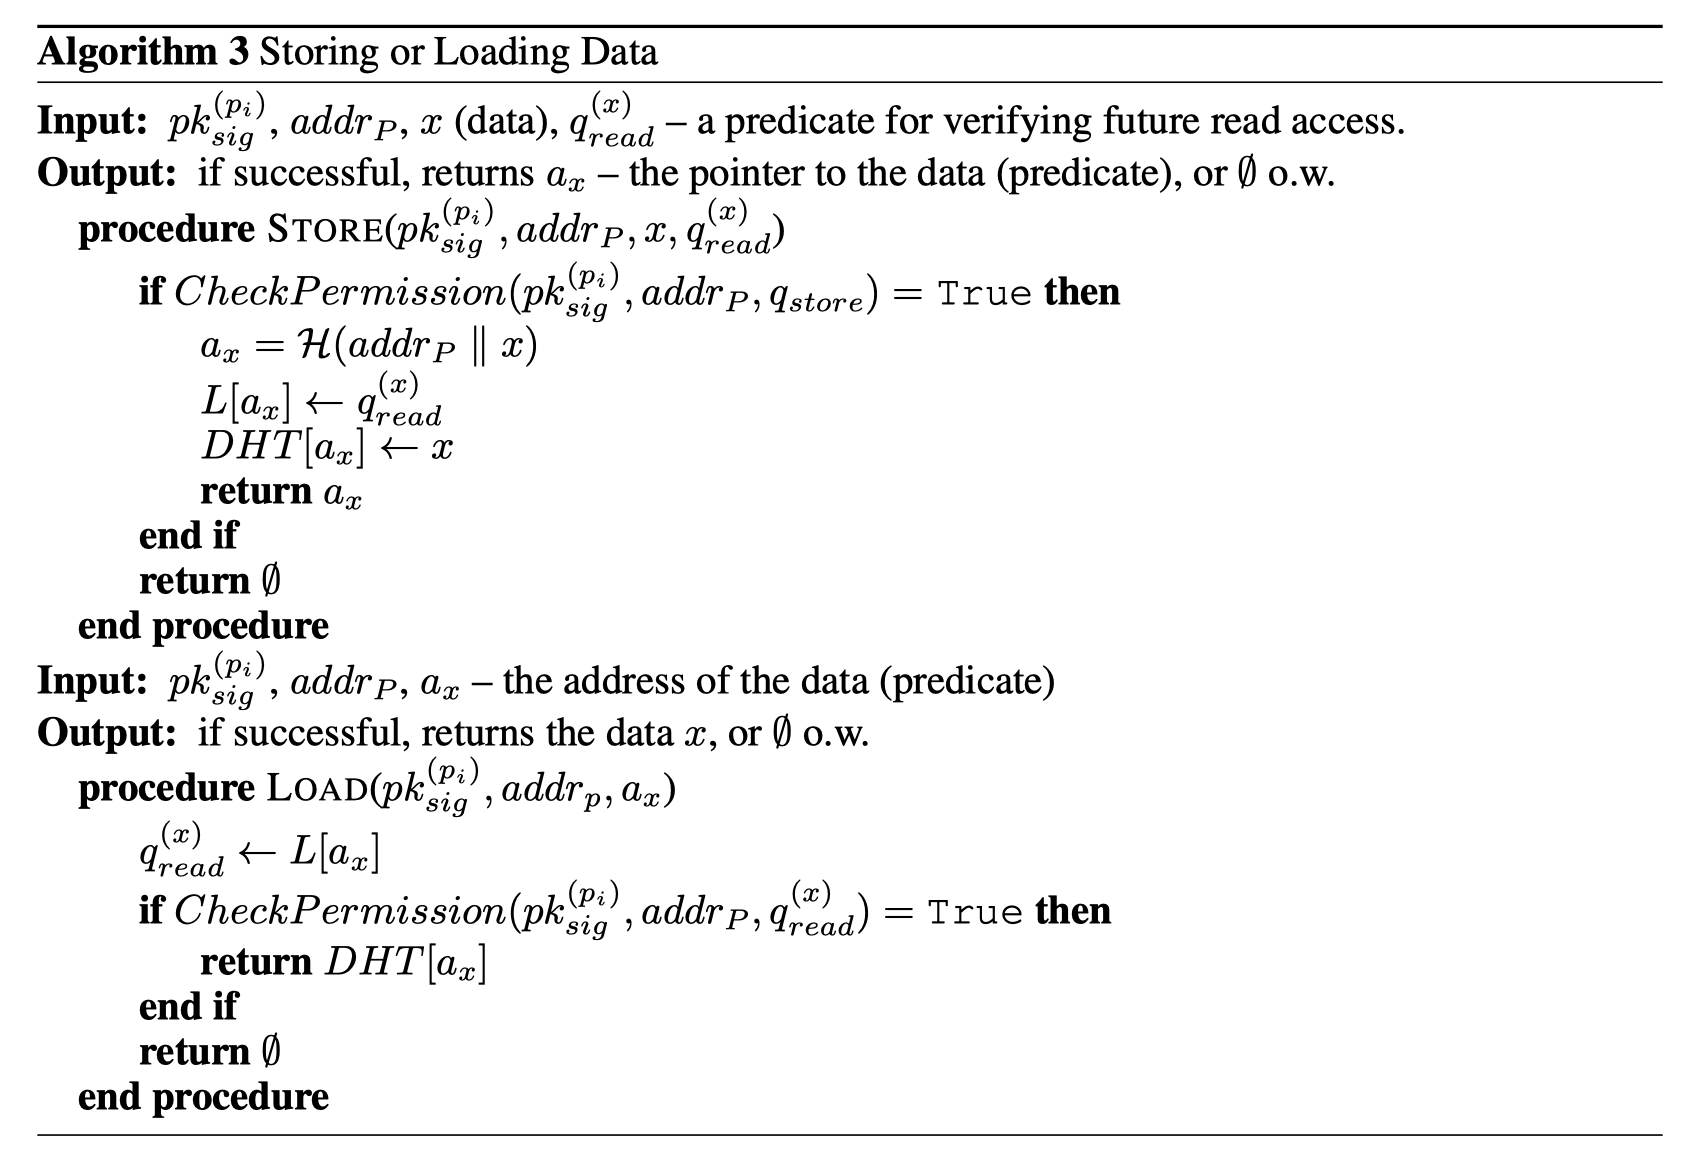 Algorithm 3 Storing or Loading Data
Input: $pk_{sig}^{(p_i)}$, $addr_P$, $x$ (data), $q_{read}^{(x)}$ – a predicate for verifying future read access.
Output: if successful, returns $a_x$ – the pointer to the data (predicate), or $\emptyset$ o.w.
procedure STORE($pk_{sig}^{(p_i)}, addr_P, x, q_{read}^{(x)}$)
if $CheckPermission(pk_{sig}^{(p_i)}, addr_P, q_{store})$ = True then
$a_x = \mathcal{H}(addr_P \parallel x)$
$L[a_x] \leftarrow q_{read}^{(x)}$
$DHT[a_x] \leftarrow x$
return $a_x$
end if
return $\emptyset$
end procedure
Input: $pk_{sig}^{(p_i)}$, $addr_P$, $a_x$ – the address of the data (predicate)
Output: if successful, returns the data $x$, or $\emptyset$ o.w.
procedure LOAD($pk_{sig}^{(p_i)}, addr_p, a_x$)
$q_{read}^{(x)} \leftarrow L[a_x]$
if $CheckPermission(pk_{sig}^{(p_i)}, addr_P, q_{read}^{(x)})$ = True then
return $DHT[a_x]$
end if
return $\emptyset$
end procedure